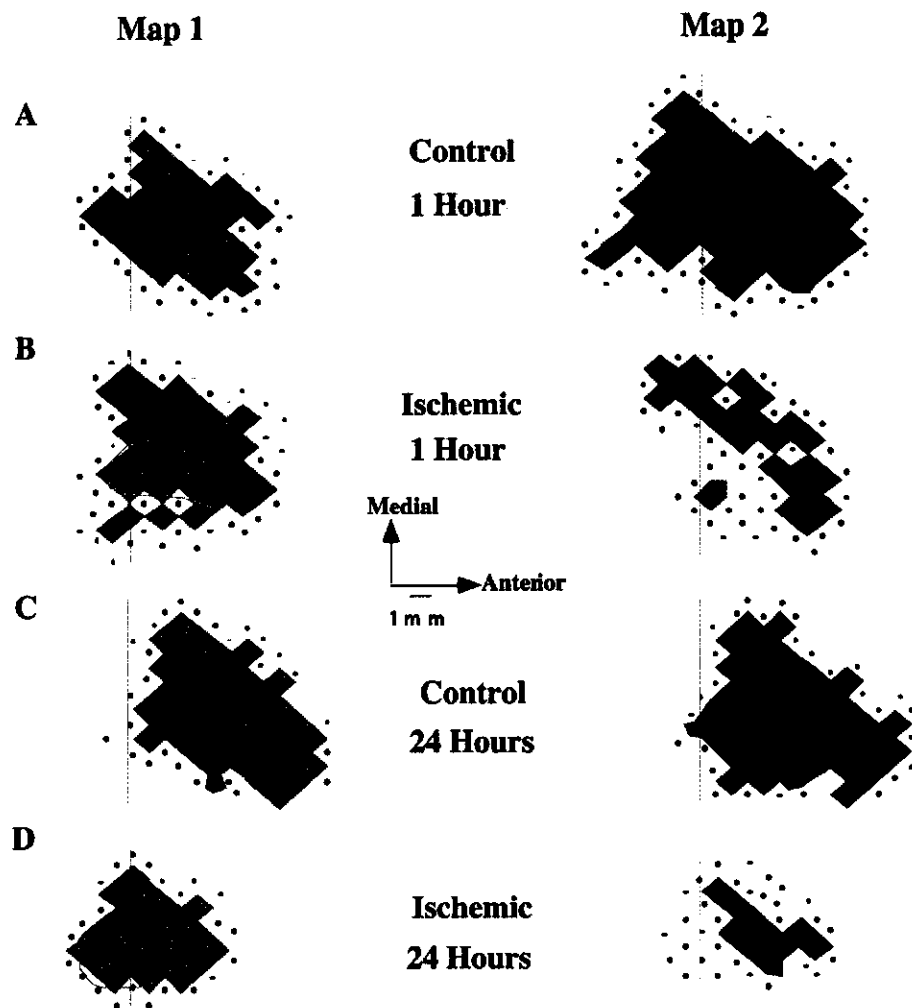 Map 1
Map 2
A
Control
1 Hour
B
Ischemic
1 Hour
Medial
Anterior
1 m m
C
Control
24 Hours
D
Ischemic
24 Hours